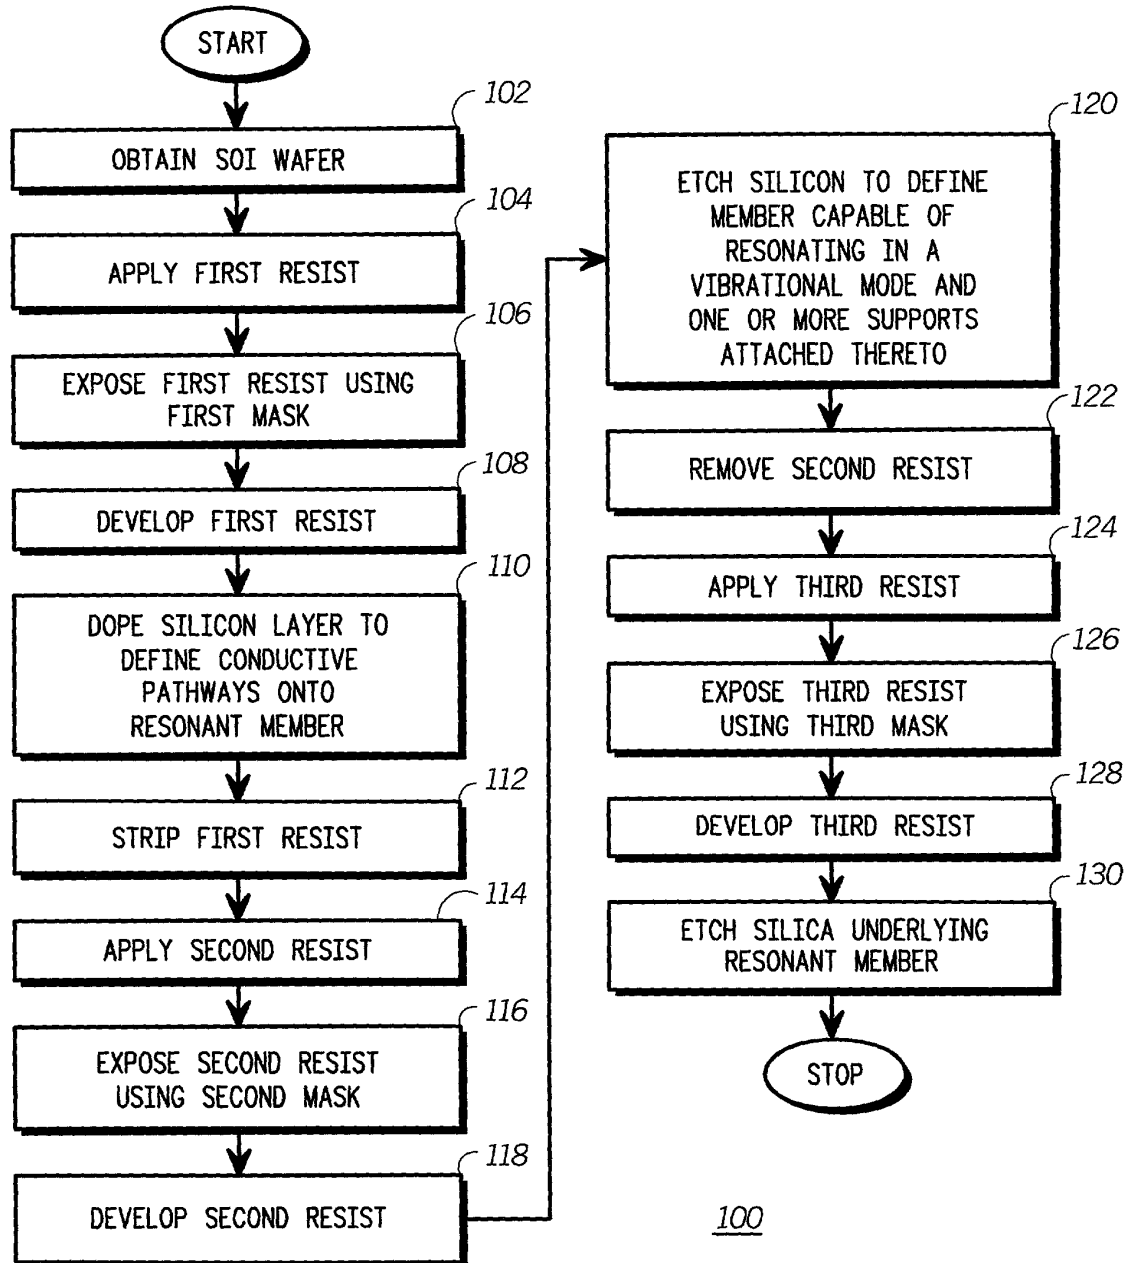 START
102
OBTAIN SOI WAFER
104
APPLY FIRST RESIST
106
EXPOSE FIRST RESIST USING
FIRST MASK
108
DEVELOP FIRST RESIST
110
DOPE SILICON LAYER TO
DEFINE CONDUCTIVE
PATHWAYS ONTO
RESONANT MEMBER
112
STRIP FIRST RESIST
114
APPLY SECOND RESIST
116
EXPOSE SECOND RESIST
USING SECOND MASK
118
DEVELOP SECOND RESIST
120
ETCH SILICON TO DEFINE
MEMBER CAPABLE OF
RESONATING IN A
VIBRATIONAL MODE AND
ONE OR MORE SUPPORTS
ATTACHED THERETO
122
REMOVE SECOND RESIST
124
APPLY THIRD RESIST
126
EXPOSE THIRD RESIST
USING THIRD MASK
128
DEVELOP THIRD RESIST
130
ETCH SILICA UNDERLYING
RESONANT MEMBER
STOP
100